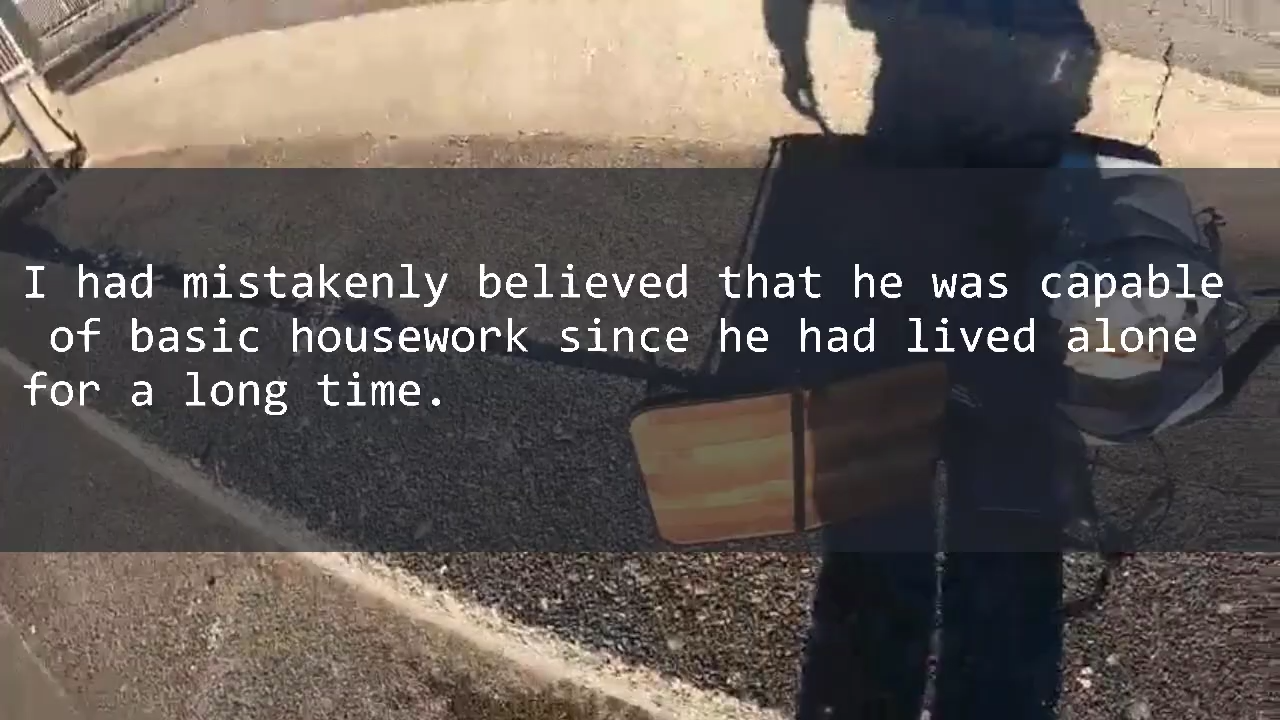 I had mistakenly believed that he was capable
of basic housework since he had lived alone
for a long time.